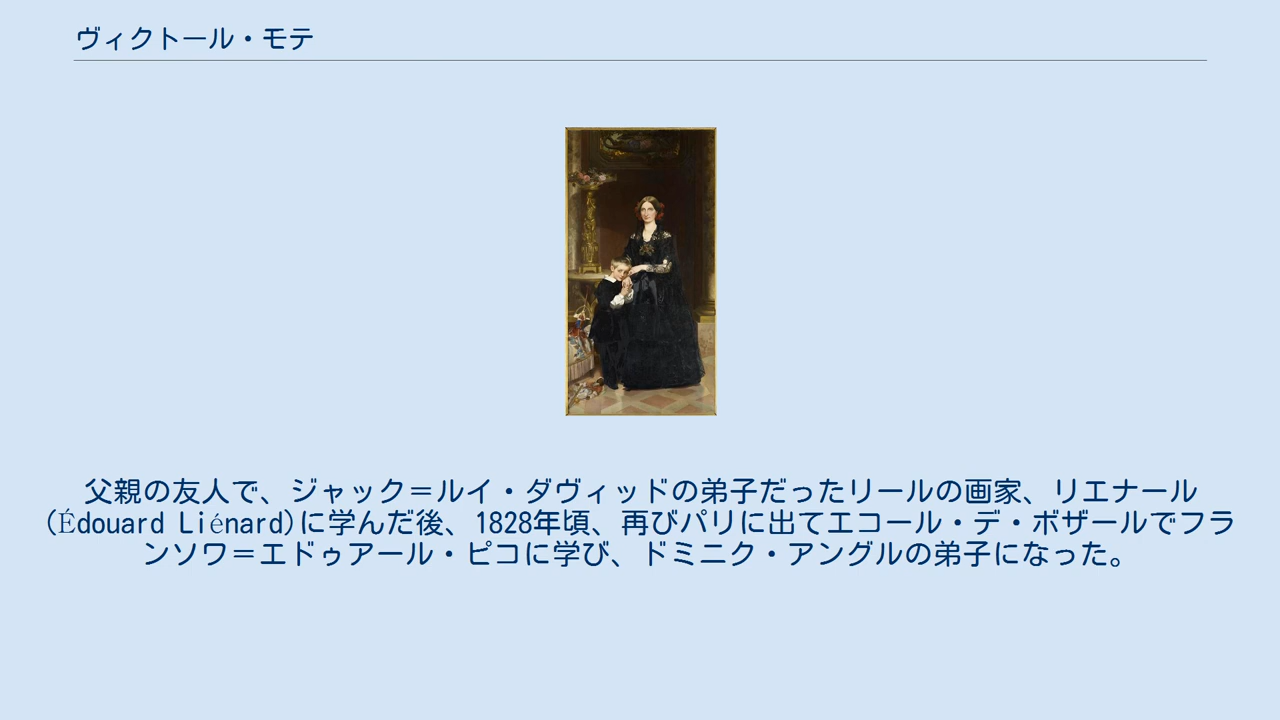 ヴィクトール・モテ
父親の友人で、ジャック＝ルイ・ダヴィッドの弟子だったリールの画家、リエナール
(Édouard Liénard)に学んだ後、1828年頃、再びパリに出てエコール・デ・ボザールでフラ
ンソワ＝エドゥアール・ピコに学び、ドミニク・アングルの弟子になった。